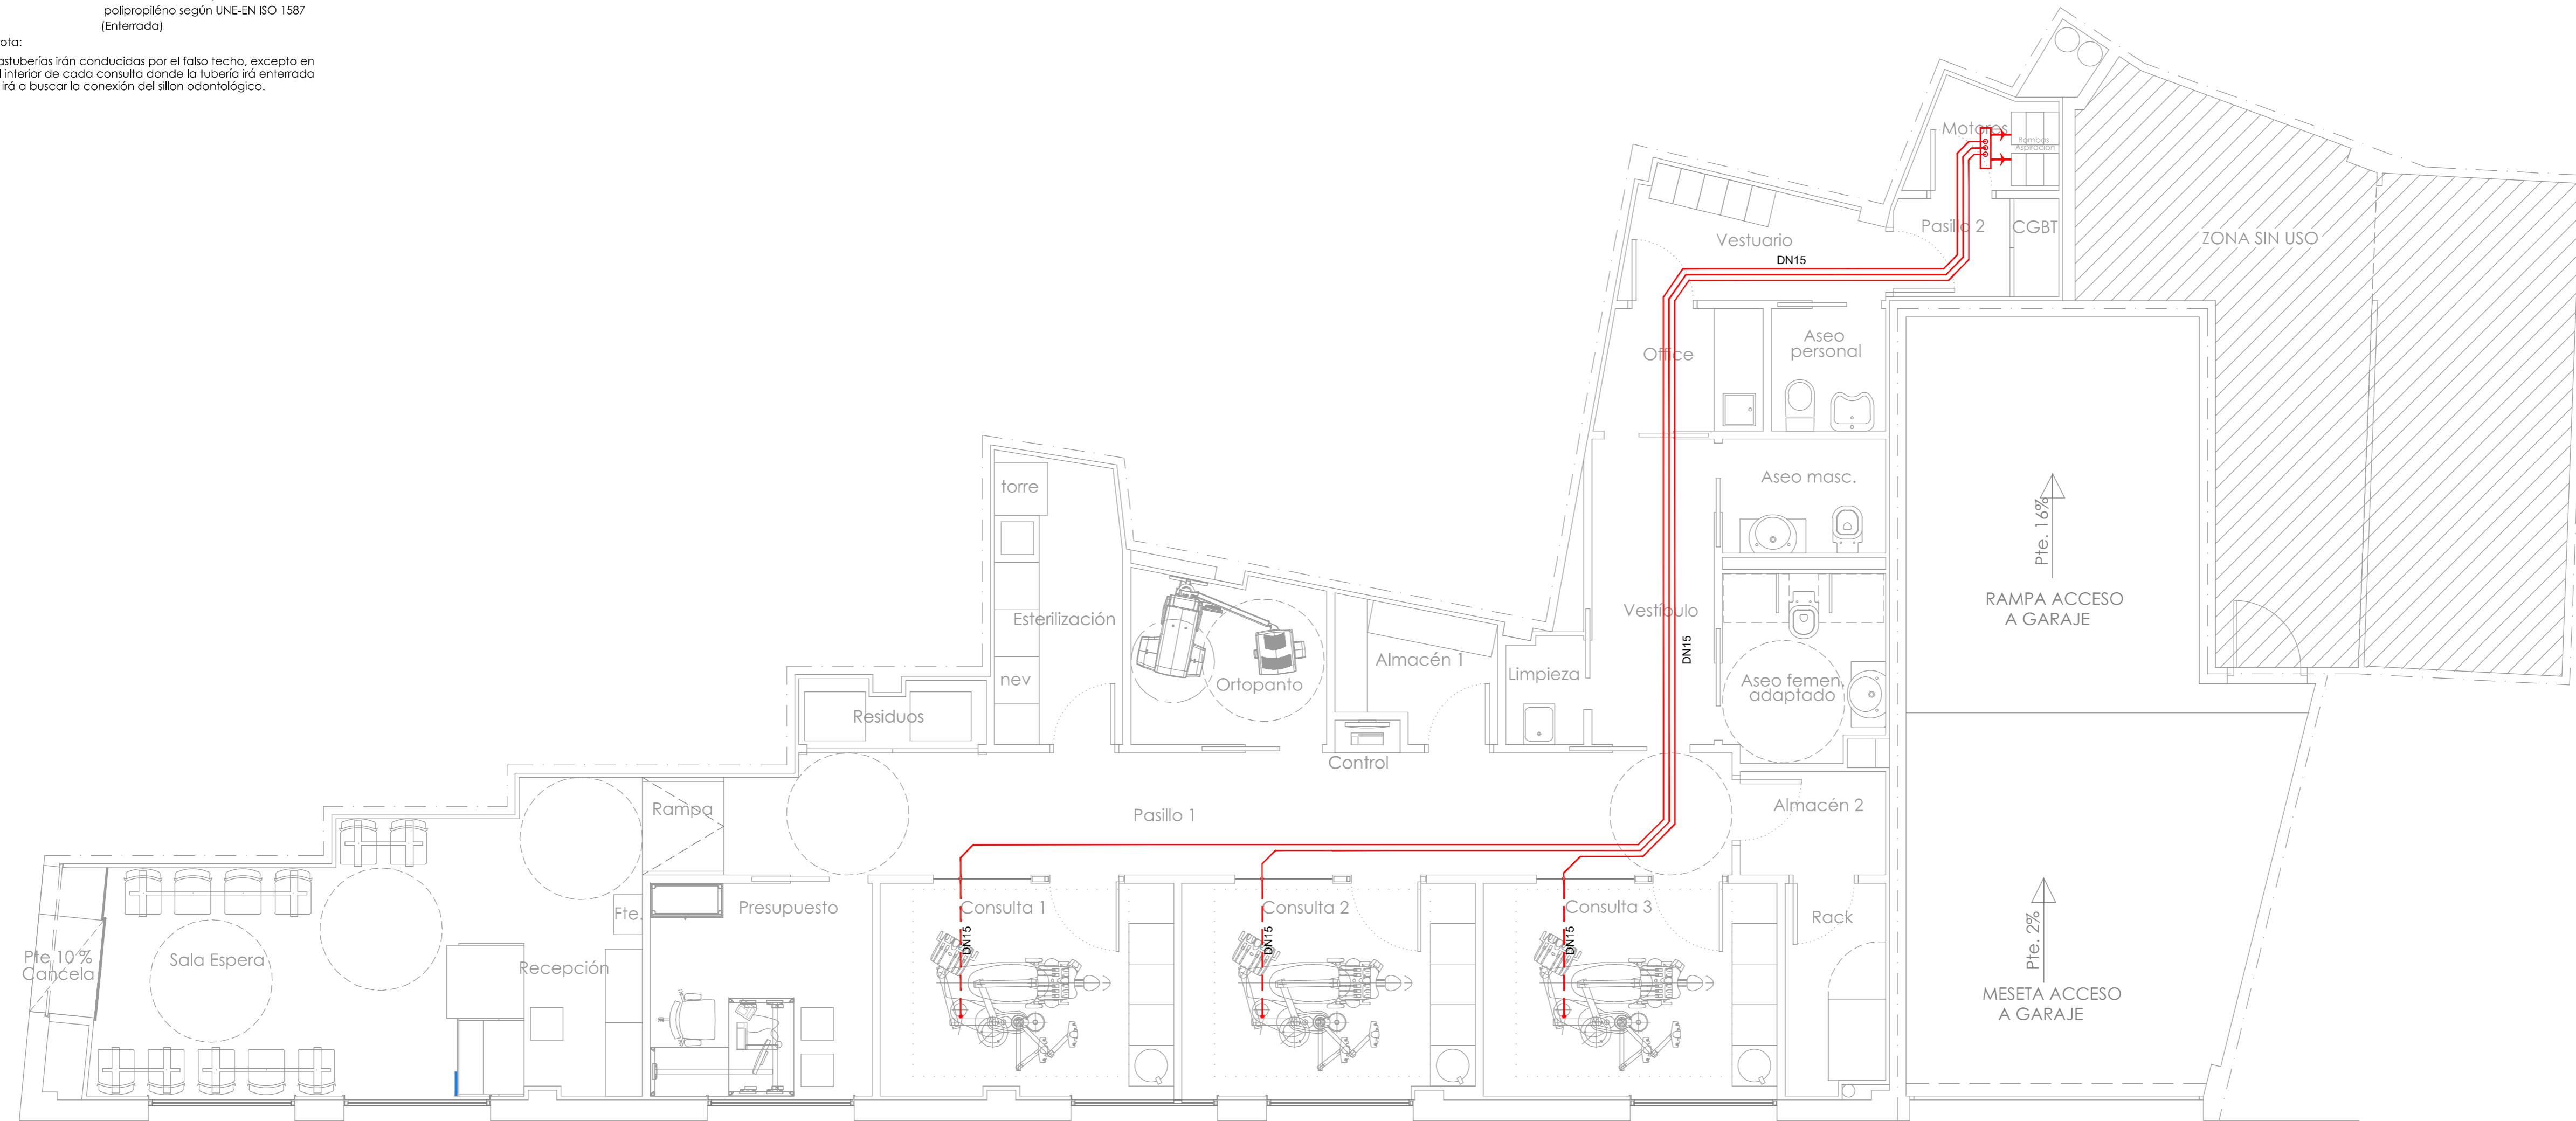 polipropiléno según UNE-EN ISO 1587
(Enterrada)
ota:
astuberías irán conducidas por el falso techo, excepto en
l interior de cada consulta donde la tubería irá enterrada
irá a buscar la conexión del sillon odontológico.
Motores
Bombas
Aspiración
Pasillo 2
CGBT
Vestuario
DN15
ZONA SIN USO
Office
Aseo
personal
Aseo masc.
torre
Pte. 16%
RAMPA ACCESO
A GARAJE
Esterilización
Vestíbulo
DN15
Almacén 1
Limpieza
nev
Ortopanto
Aseo femen.
adaptado
Residuos
Control
Rampa
Pasillo 1
Almacén 2
Fte.
Presupuesto
Consulta 1
Consulta 2
Consulta 3
Rack
Pte. 2%
DN15
DN15
DN15
Pte 10%
Cancela
Sala Espera
Recepción
MESETA ACCESO
A GARAJE